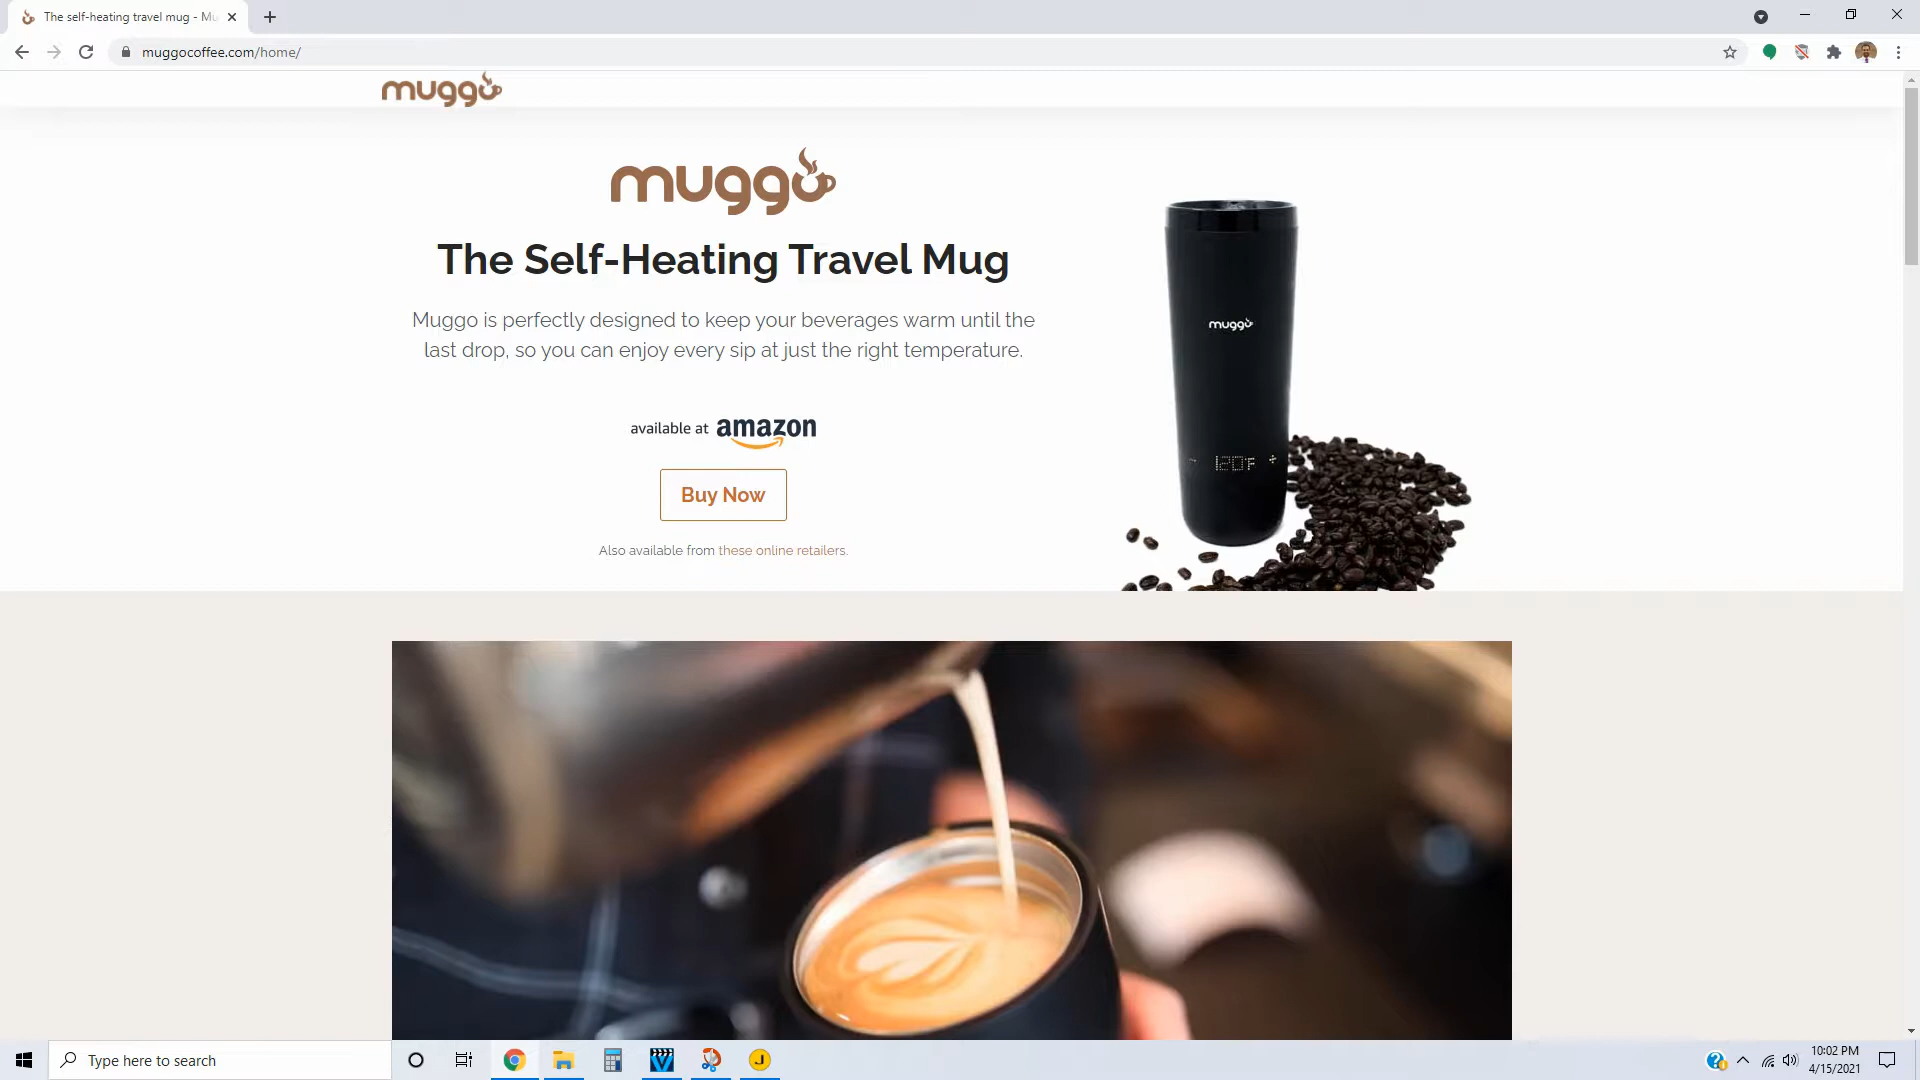 The self-heating travel mug - Mu
muggocoffee.com/home/
muggo
muggo
The Self-Heating Travel Mug
Muggo is perfectly designed to keep your beverages warm until the
last drop, so you can enjoy every sip at just the right temperature.
available at amazon
Buy Now
Also available from these online retailers.
muggo
- 120°F +
Type here to search
J
10:02 PM
4/15/2021